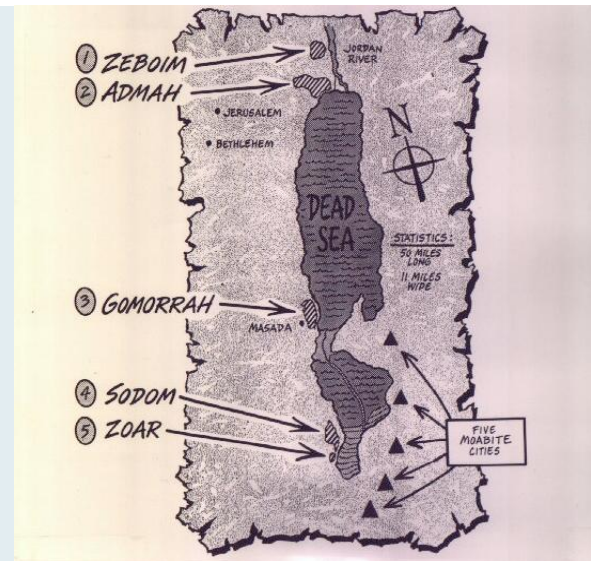 1 ZEBOIM
2 ADMAH
JORDAN
RIVER
JERUSALEM
BETHLEHEM
N
DEAD
SEA
STATISTICS:
50 MILES
LONG
11 MILES
WIDE
3 GOMORRAH
MASADA
4 SODOM
5 ZOAR
FIVE
MOABITE
CITIES